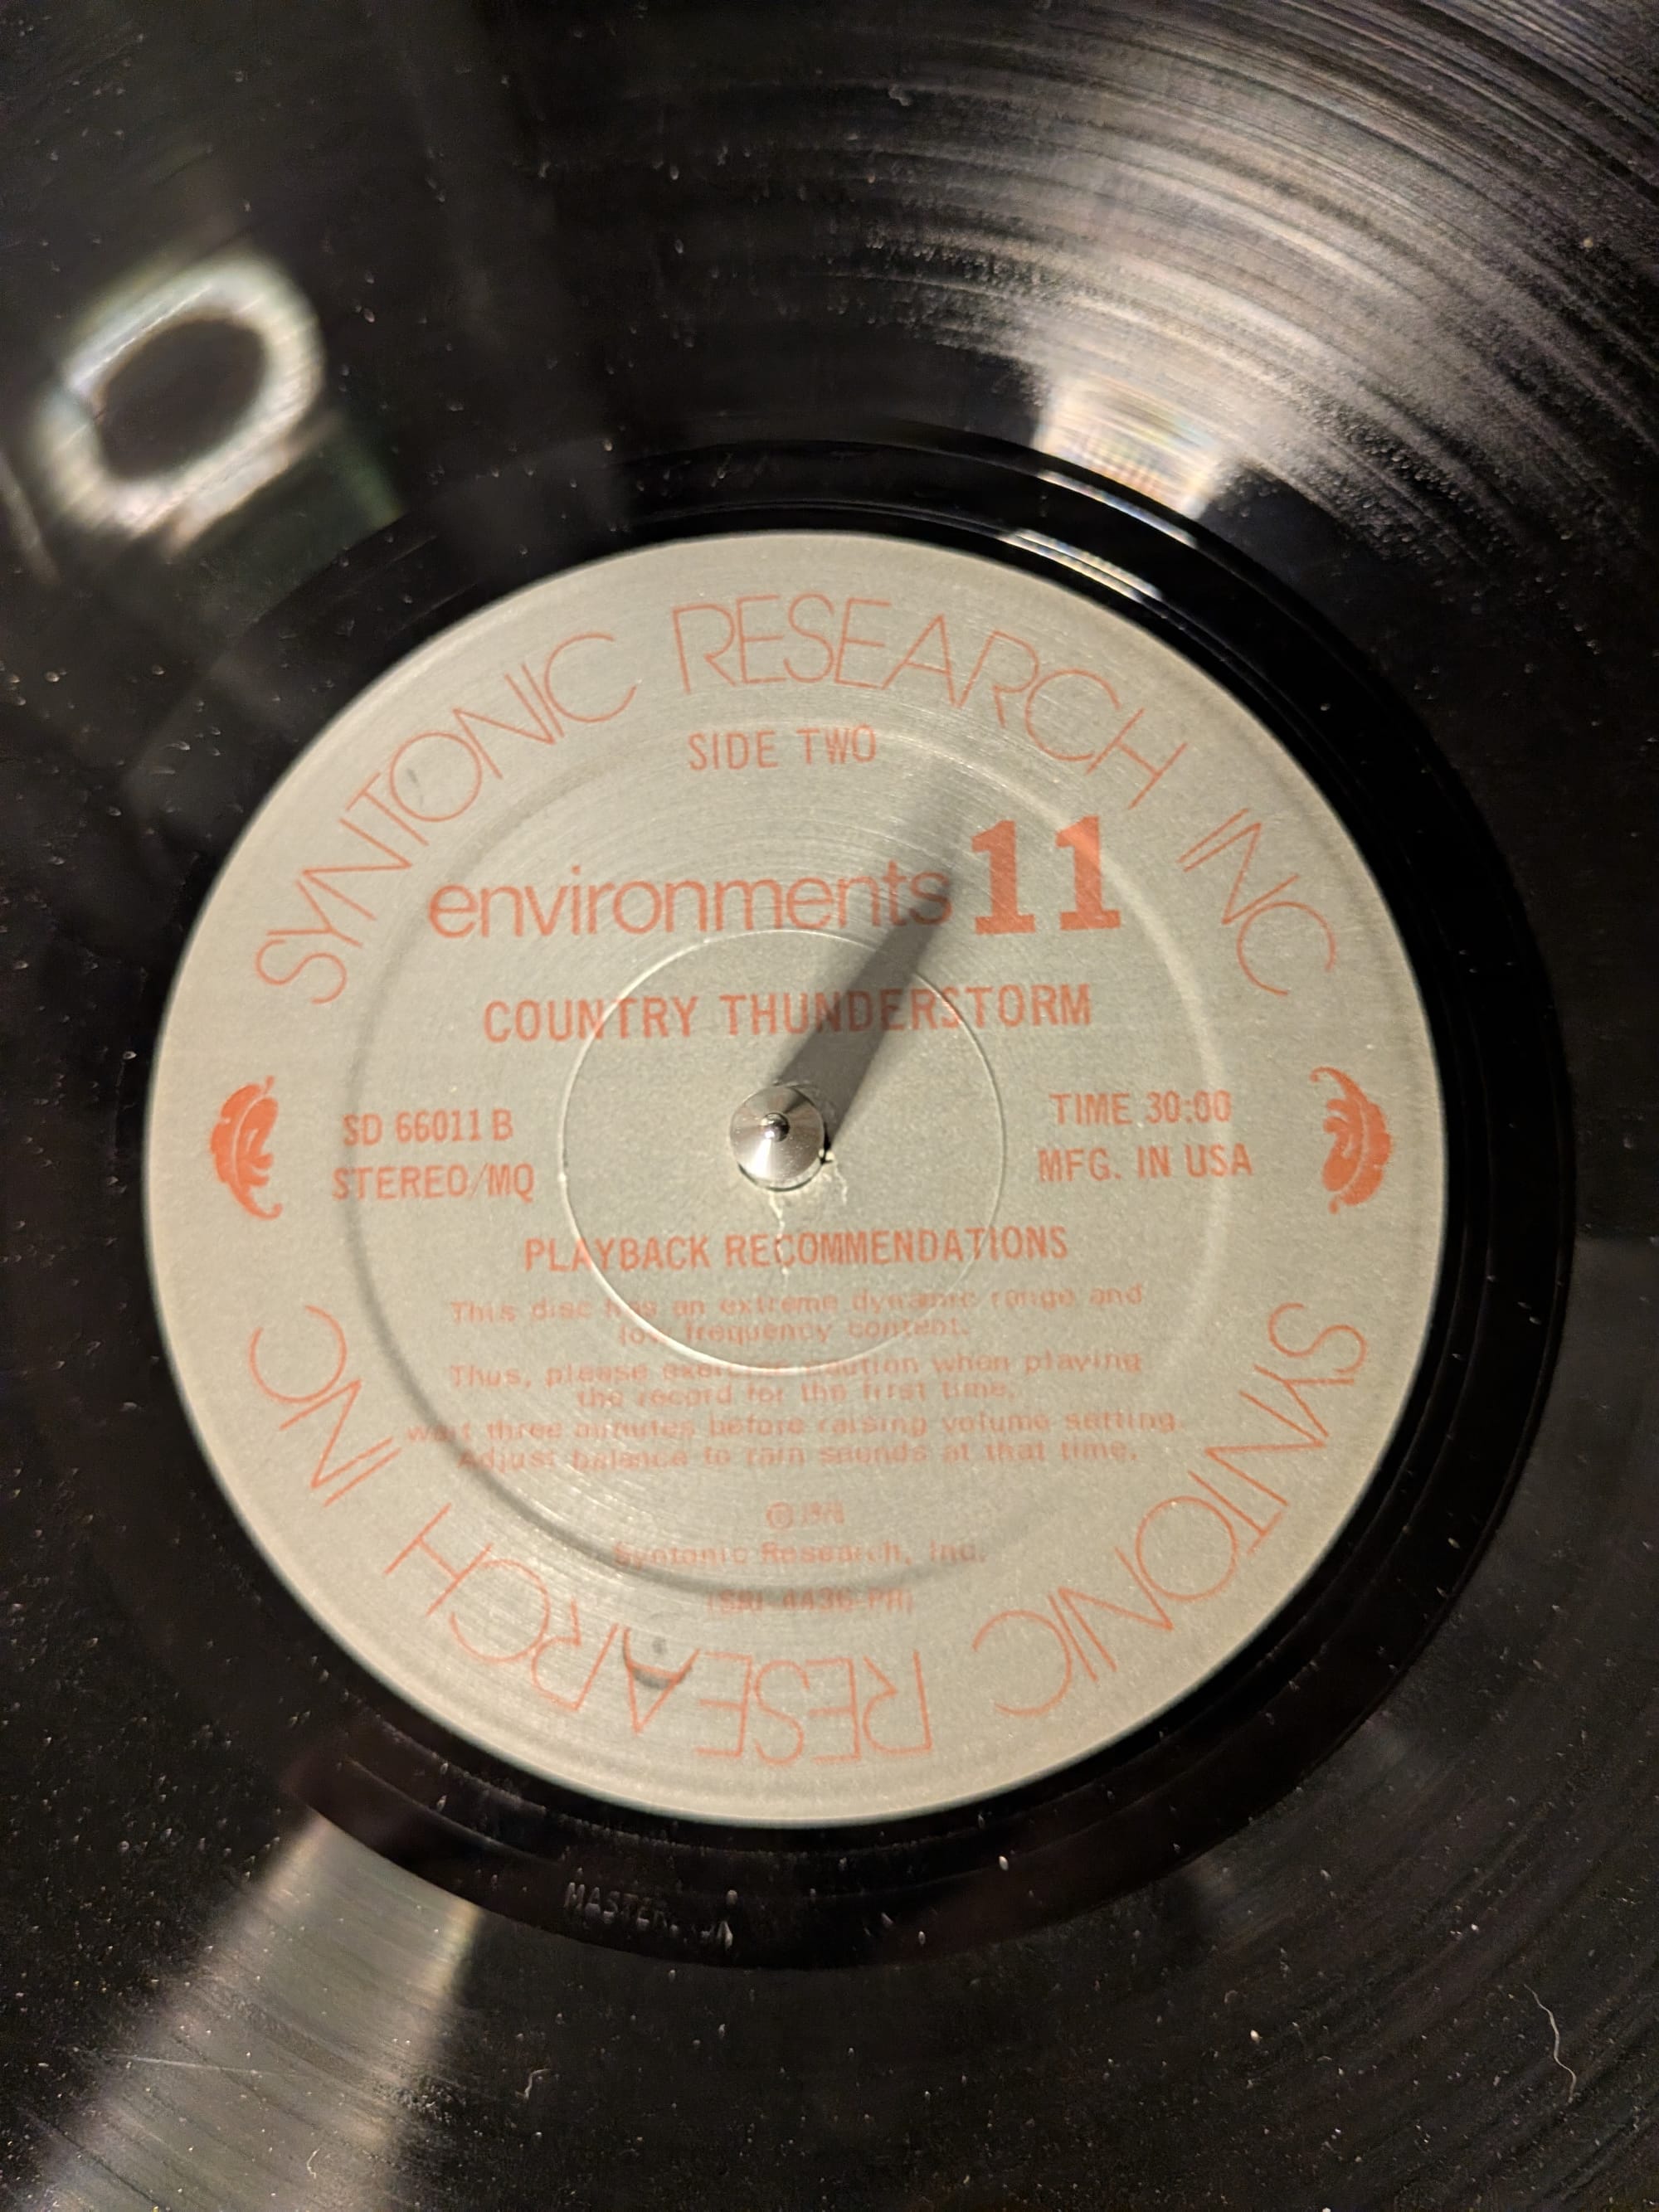 SYNTONIC RESEARCH INC
SIDE TWO
environments 11
COUNTRY THUNDERSTORM
SD 66011 B
STEREO/MQ
TIME 30:00
MFG. IN USA
PLAYBACK RECOMMENDATIONS
This disc has an extreme dynamic range and
low frequency content.
Thus, please exercise caution when playing
the record for the first time,
wait three minutes before raising volume setting.
Adjust balance to rain sounds at that time.
©
Syntonic Research, Inc.
SYNTONIC RESEARCH INC